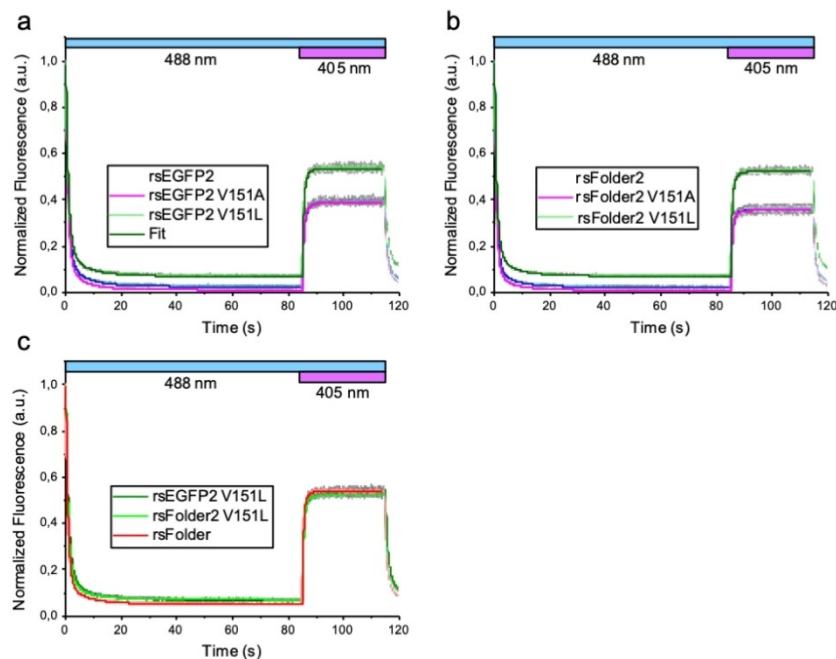 a
488 nm
405 nm
Normalized Fluorescence (a.u.)
1,0
0,8
0,6
0,4
0,2
0,0
rsEGFP2
rsEGFP2 V151A
rsEGFP2 V151L
Fit
0 20 40 60 80 100 120
Time (s)
b
488 nm
405 nm
Normalized Fluorescence (a.u.)
1,0
0,8
0,6
0,4
0,2
0,0
rsFolder2
rsFolder2 V151A
rsFolder2 V151L
0 20 40 60 80 100 120
Time (s)
c
488 nm
405 nm
Normalized Fluorescence (a.u.)
1,0
0,8
0,6
0,4
0,2
0,0
rsEGFP2 V151L
rsFolder2 V151L
rsFolder
0 20 40 60 80 100 120
Time (s)